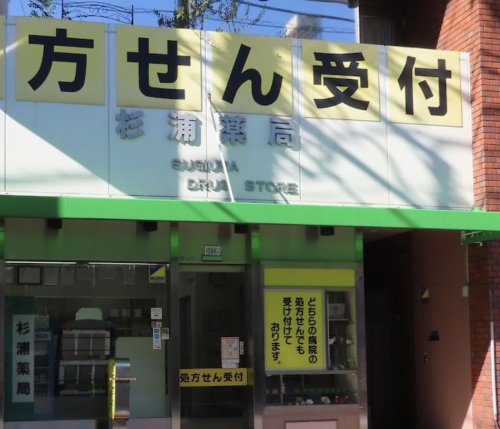 方せん受付
杉浦薬局
SUGIURA
DRUG STORE
どちらの病院の
処方せんでも
受け付けて
おります。
杉浦薬局
処方せん受付